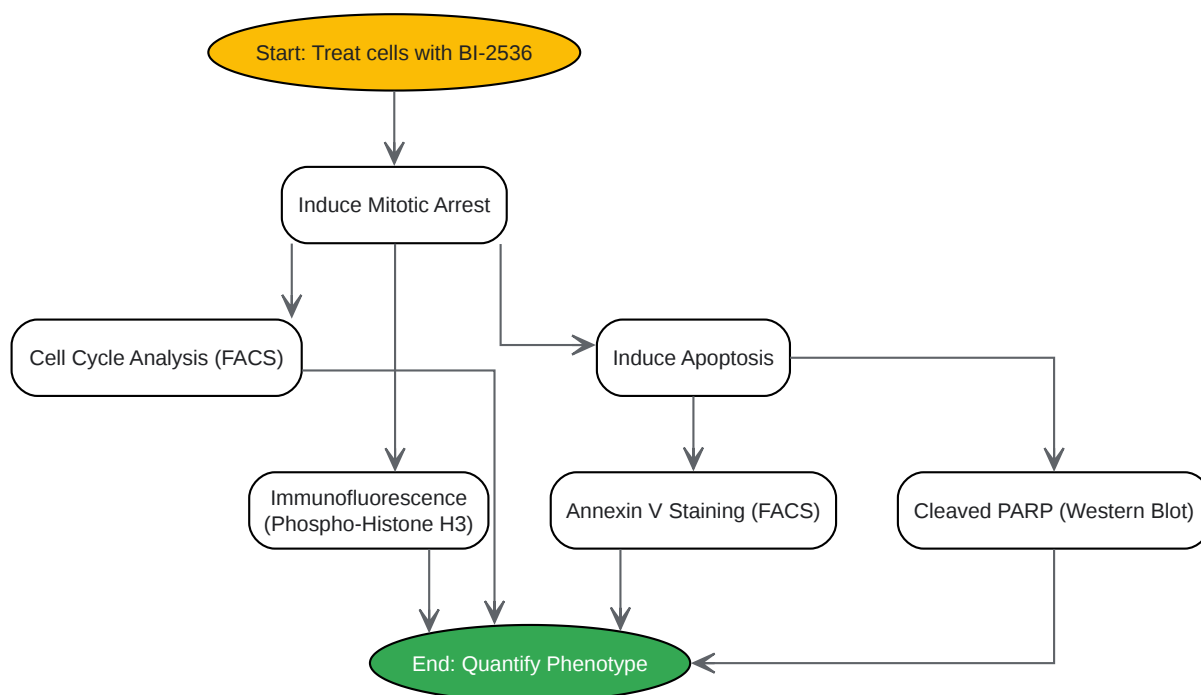 Start: Treat cells with BI-2536
Induce Mitotic Arrest
Cell Cycle Analysis (FACS)
Induce Apoptosis
Immunofluorescence
(Phospho-Histone H3)
Annexin V Staining (FACS)
Cleaved PARP (Western Blot)
End: Quantify Phenotype